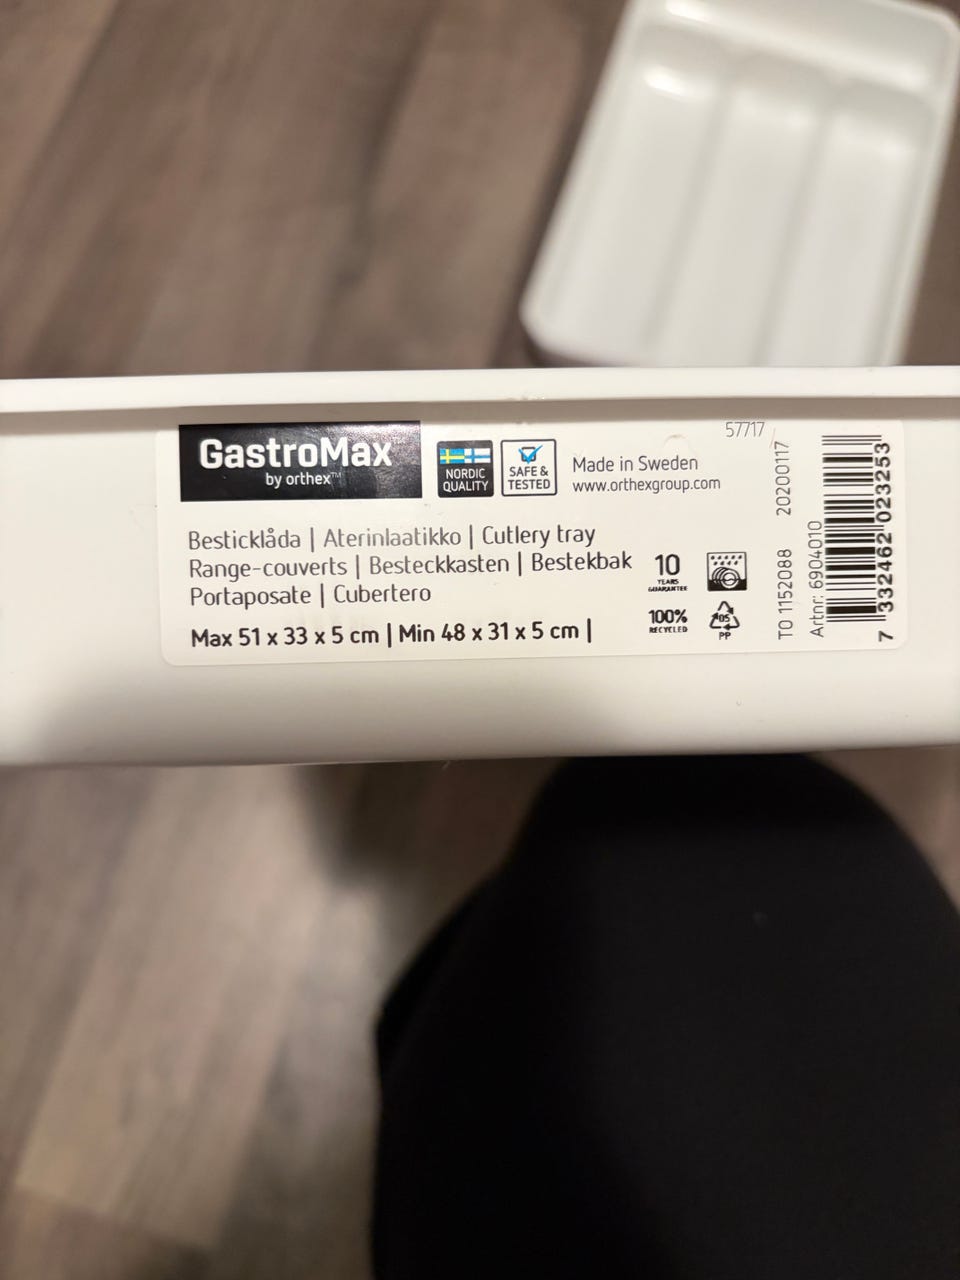 GastroMax
by orthex™
NORDIC
QUALITY
SAFE &
TESTED
Made in Sweden
www.orthexgroup.com
57717
Besticklåda | Aterinlaatikko | Cutlery tray
Range-couverts | Besteckkasten | Bestekbak
Portaposate | Cubertero
Max 51 x 33 x 5 cm | Min 48 x 31 x 5 cm |
10
YEARS
GUARANTEE
100%
RECYCLED
05
PP
TO 1152088 20200117
Artnr: 6904010
7 332462 023253